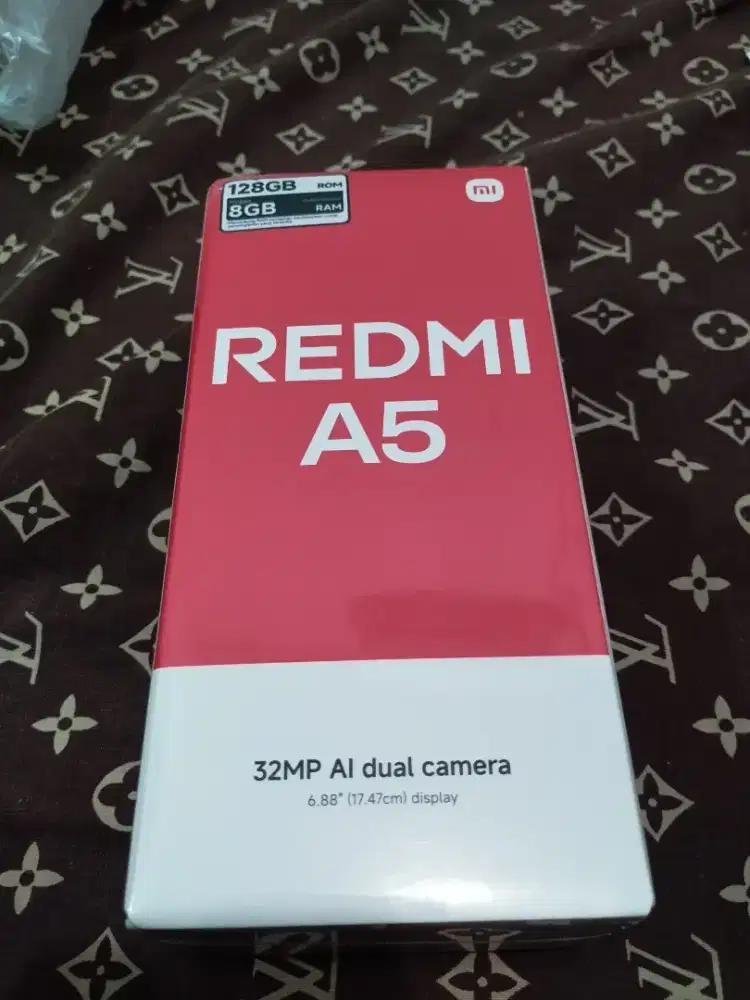 128GB ROM
8GB RAM
mi
REDMI
A5
32MP AI dual camera
6.88" (17.47cm) display